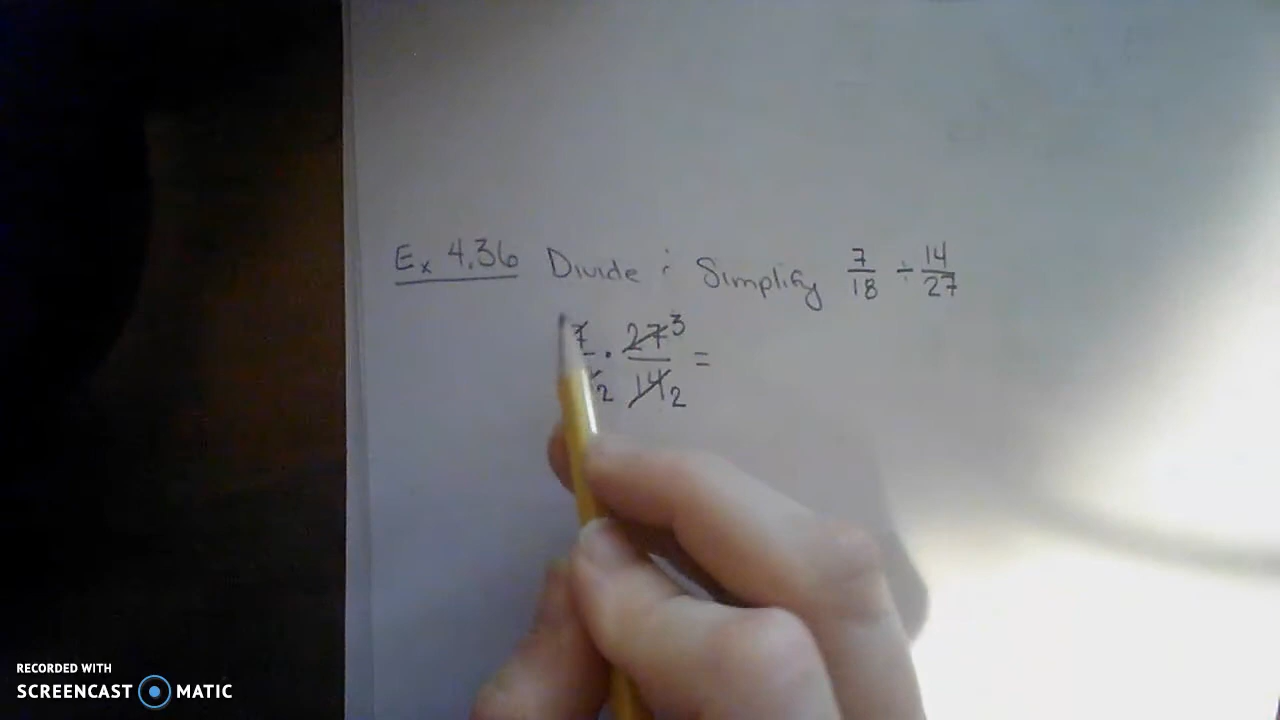 Ex 4.36 Divide & Simplify 7/18 ÷ 14/27
7/2 · 27 3/14 2 =
RECORDED WITH
SCREENCAST MATIC